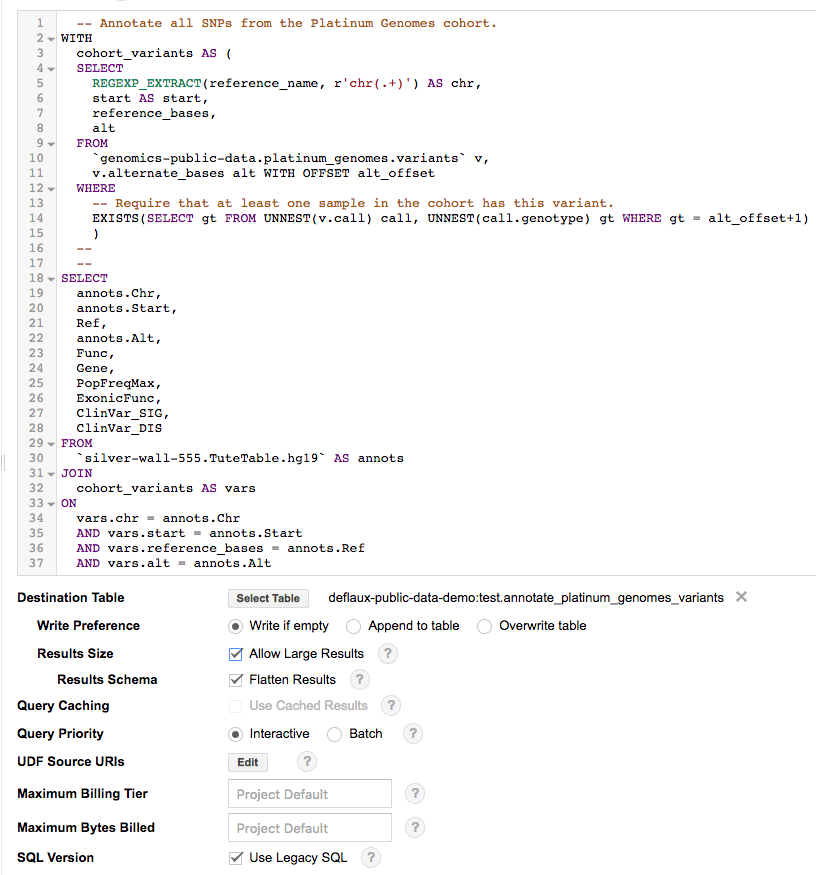 1 -- Annotate all SNPs from the Platinum Genomes cohort.
2 WITH
3 cohort_variants AS (
4 SELECT
5 REGEXP_EXTRACT(reference_name, r'chr(.+)') AS chr,
6 start AS start,
7 reference_bases,
8 alt
9 FROM
10 `genomics-public-data.platinum_genomes.variants` v,
11 v.alternate_bases alt WITH OFFSET alt_offset
12 WHERE
13 -- Require that at least one sample in the cohort has this variant.
14 EXISTS(SELECT gt FROM UNNEST(v.call) call, UNNEST(call.genotype) gt WHERE gt = alt_offset+1)
15 )
16 --
17 --
18 SELECT
19 annots.Chr,
20 annots.Start,
21 Ref,
22 annots.Alt,
23 Func,
24 Gene,
25 PopFreqMax,
26 ExonicFunc,
27 ClinVar_SIG,
28 ClinVar_DIS
29 FROM
30 `silver-wall-555.TuteTable.hg19` AS annots
31 JOIN
32 cohort_variants AS vars
33 ON
34 vars.chr = annots.Chr
35 AND vars.start = annots.Start
36 AND vars.reference_bases = annots.Ref
37 AND vars.alt = annots.Alt
Destination Table Select Table deflaux-public-data-demo:test.annotate_platinum_genomes_variants ✕
Write Preference Write if empty Append to table Overwrite table
Results Size Allow Large Results ?
Results Schema Flatten Results ?
Query Caching Use Cached Results ?
Query Priority Interactive Batch ?
UDF Source URIs Edit ?
Maximum Billing Tier Project Default ?
Maximum Bytes Billed Project Default ?
SQL Version Use Legacy SQL ?